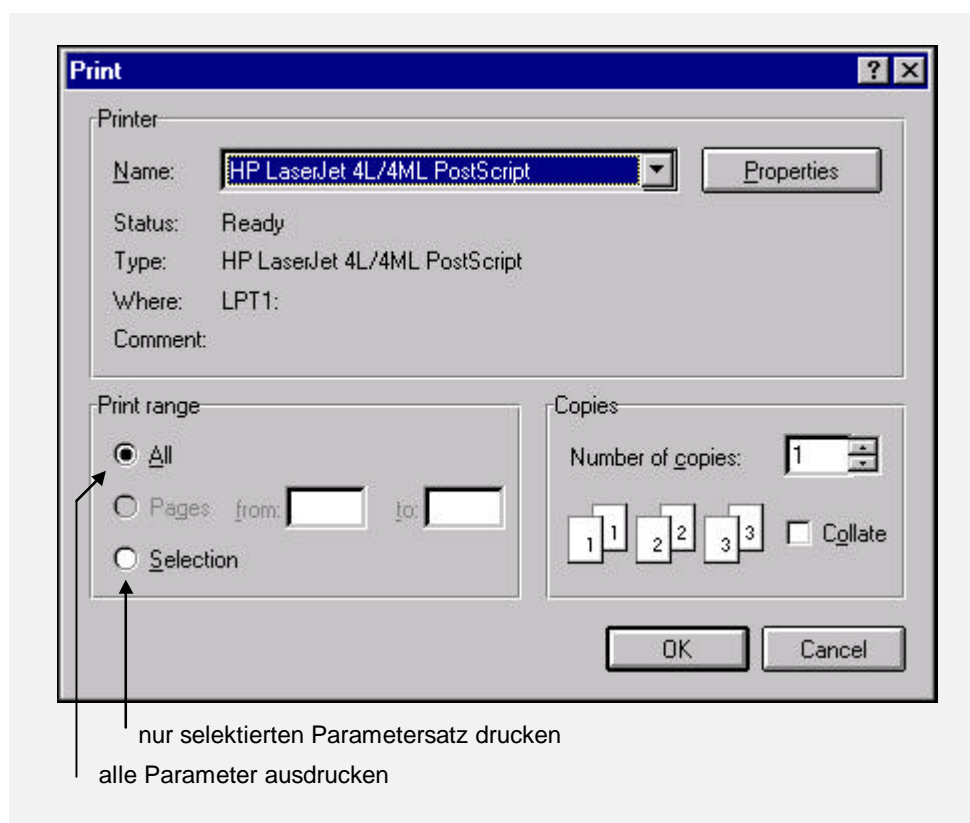 Print
Printer
Name: HP LaserJet 4L/4ML PostScript Properties
Status: Ready
Type: HP LaserJet 4L/4ML PostScript
Where: LPT1:
Comment:
Print range
All
Pages from: to:
Selection
Copies
Number of copies: 1
1 1 2 2 3 3 Collate
OK Cancel
nur selektierten Parametersatz drucken
alle Parameter ausdrucken